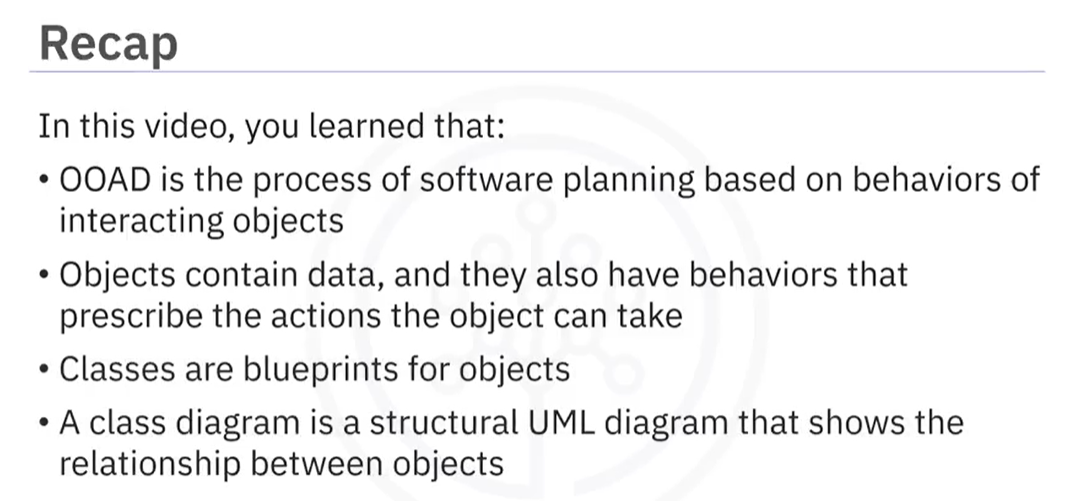 Recap
In this video, you learned that:
• OOAD is the process of software planning based on behaviors of
interacting objects
• Objects contain data, and they also have behaviors that
prescribe the actions the object can take
• Classes are blueprints for objects
• A class diagram is a structural UML diagram that shows the
relationship between objects